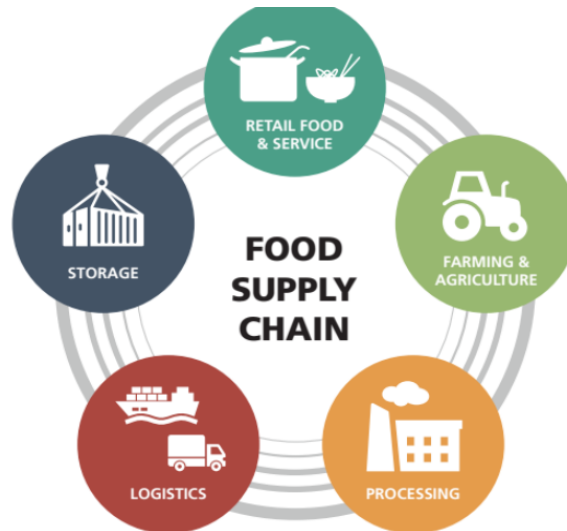 RETAIL FOOD
& SERVICE
STORAGE
FARMING &
AGRICULTURE
FOOD
SUPPLY
CHAIN
LOGISTICS
PROCESSING